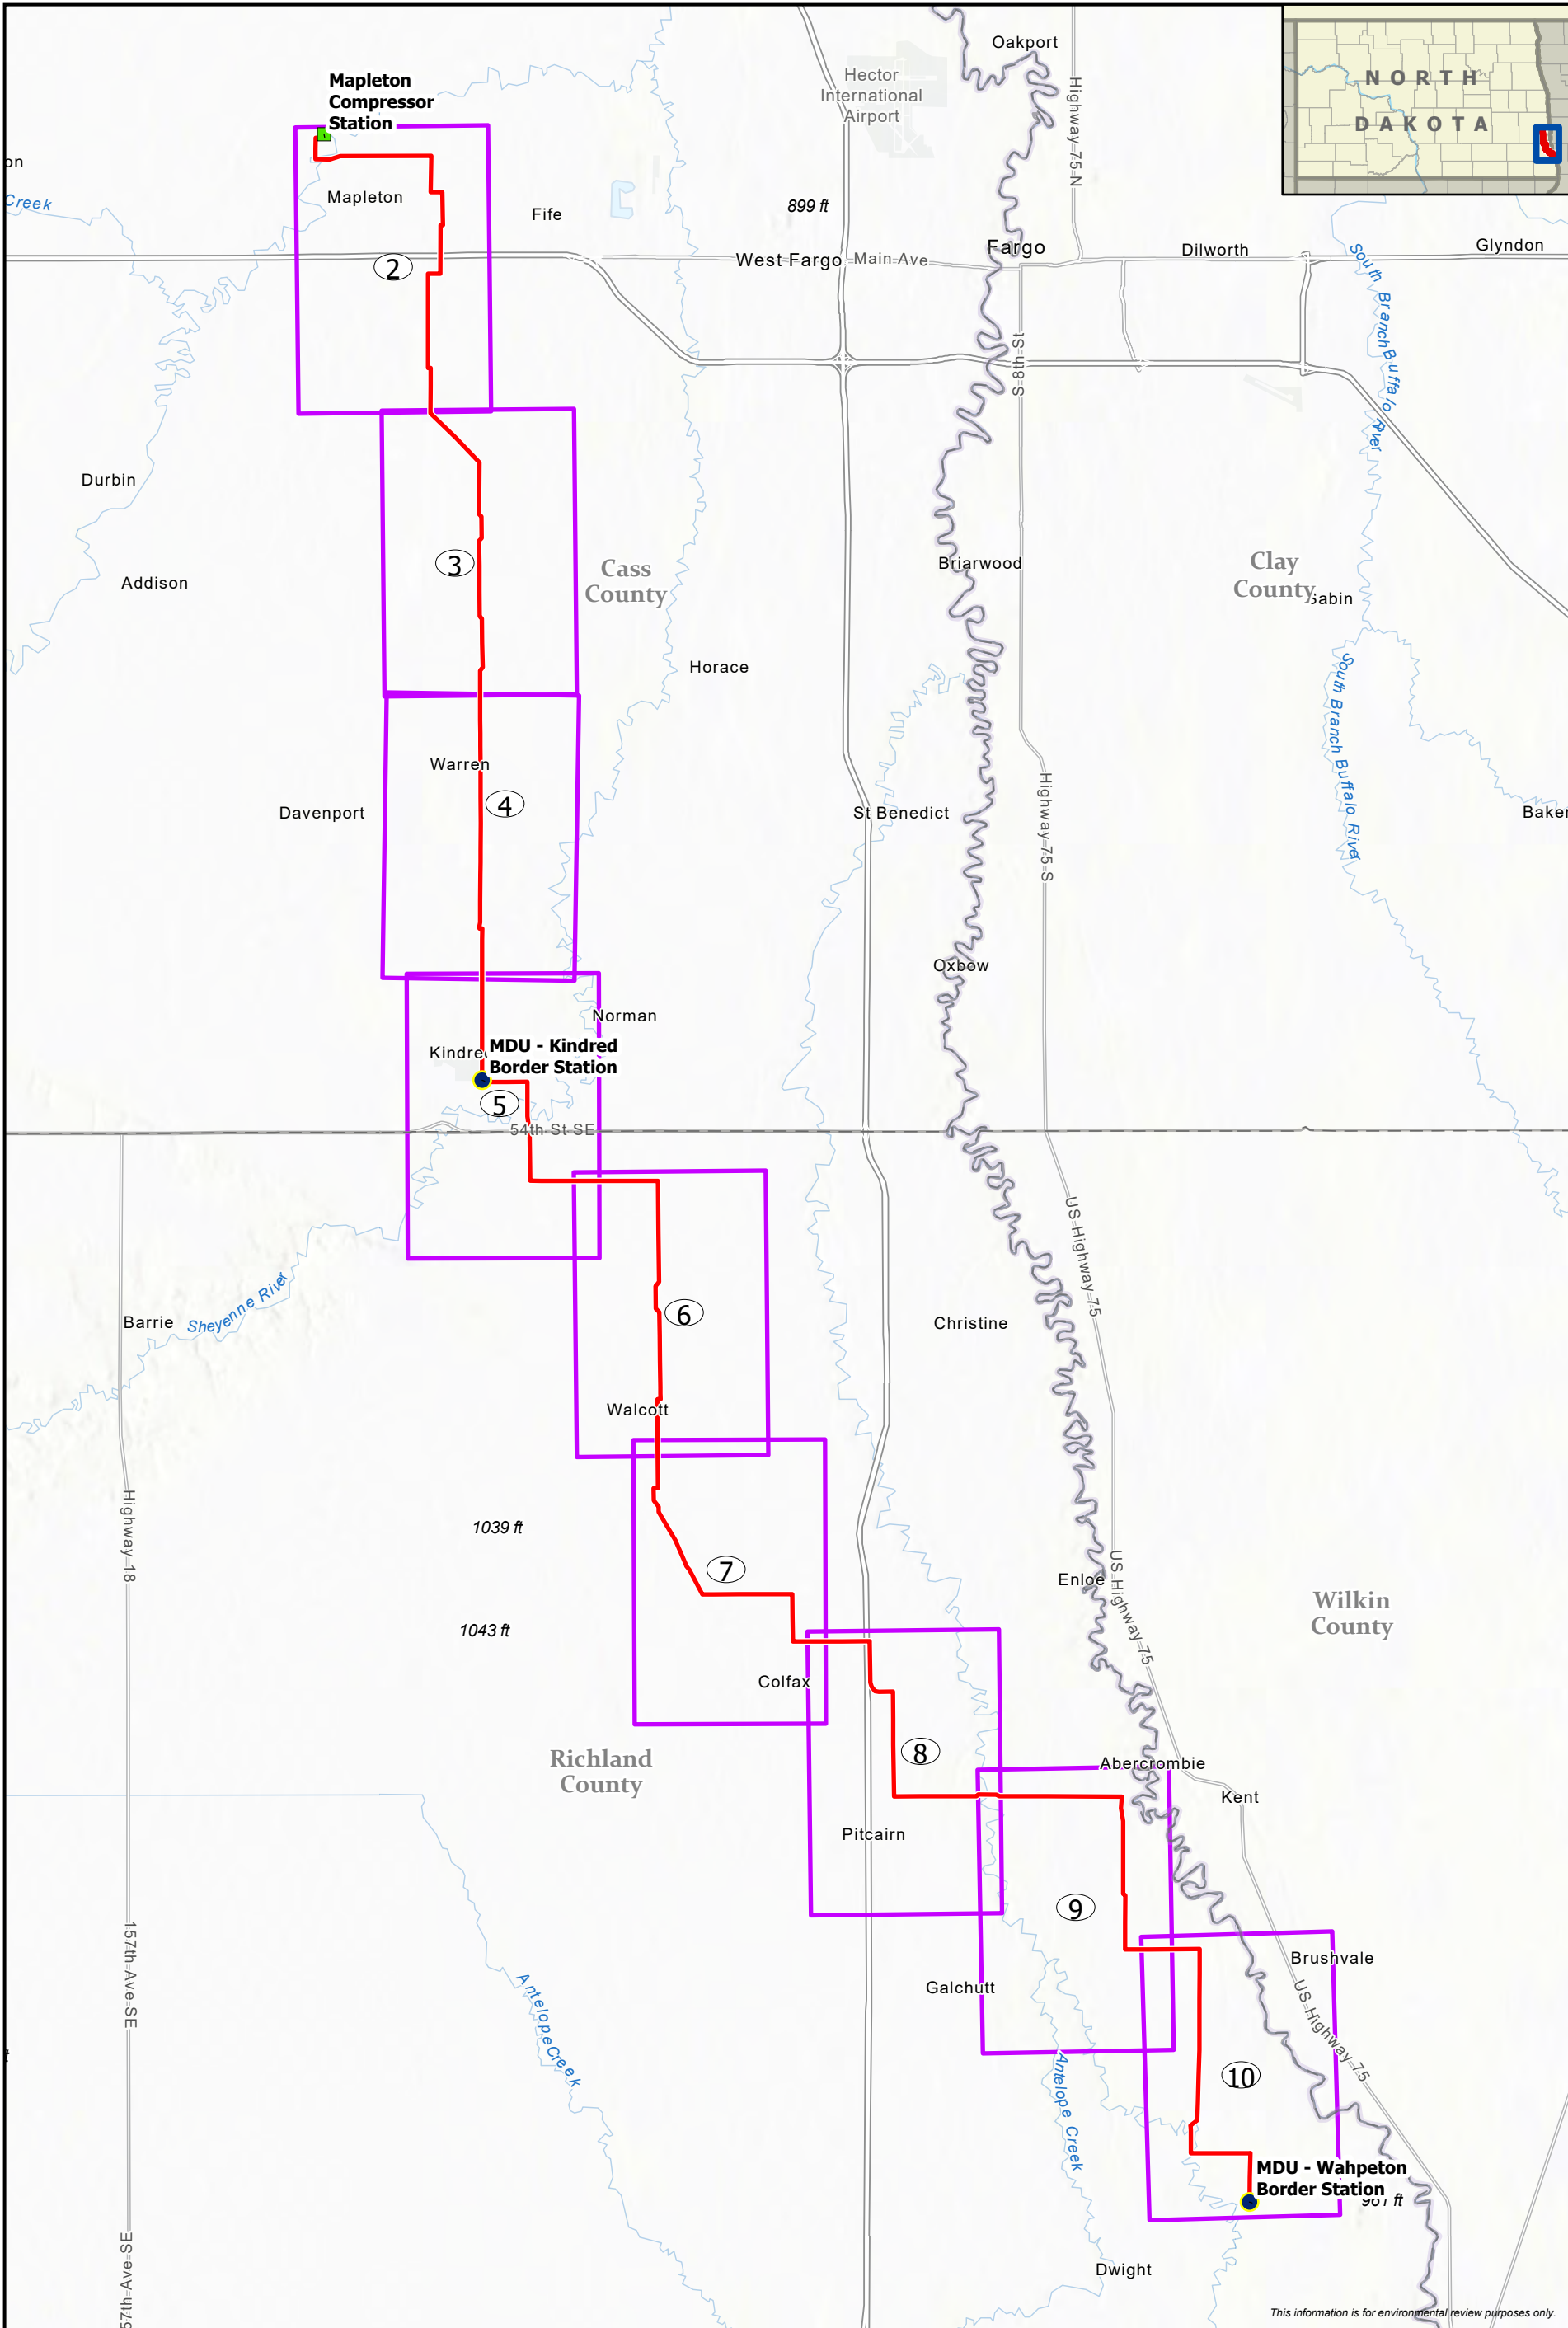 Oakport
NORTH
DAKOTA
Mapleton
Compressor
Station
Hector
International
Airport
Highway 75 N
on
Creek
Mapleton
Fife
899 ft
2
West Fargo
Main Ave
Fargo
Dilworth
Glyndon
South Branch Buffalo River
S 8th St
Durbin
3
Addison
Cass
County
Briarwood
Clay
County
Sabin
Horace
South Branch Buffalo River
Warren
4
Davenport
St Benedict
Highway 75 S
Baker
Oxbow
Norman
MDU - Kindred
Border Station
5
54th St SE
US Highway 75
Sheyenne River
Barrie
6
Christine
Walcott
Highway 18
1039 ft
7
Enloe
US Highway 75
Wilkin
County
1043 ft
Colfax
Richland
County
8
Abercrombie
Kent
Pitcairn
9
157th Ave SE
Antelope Creek
Galchutt
Brushvale
US Highway 75
10
Antelope Creek
MDU - Wahpeton
Border Station
57th Ave SE
Dwight
This information is for environmental review purposes only.